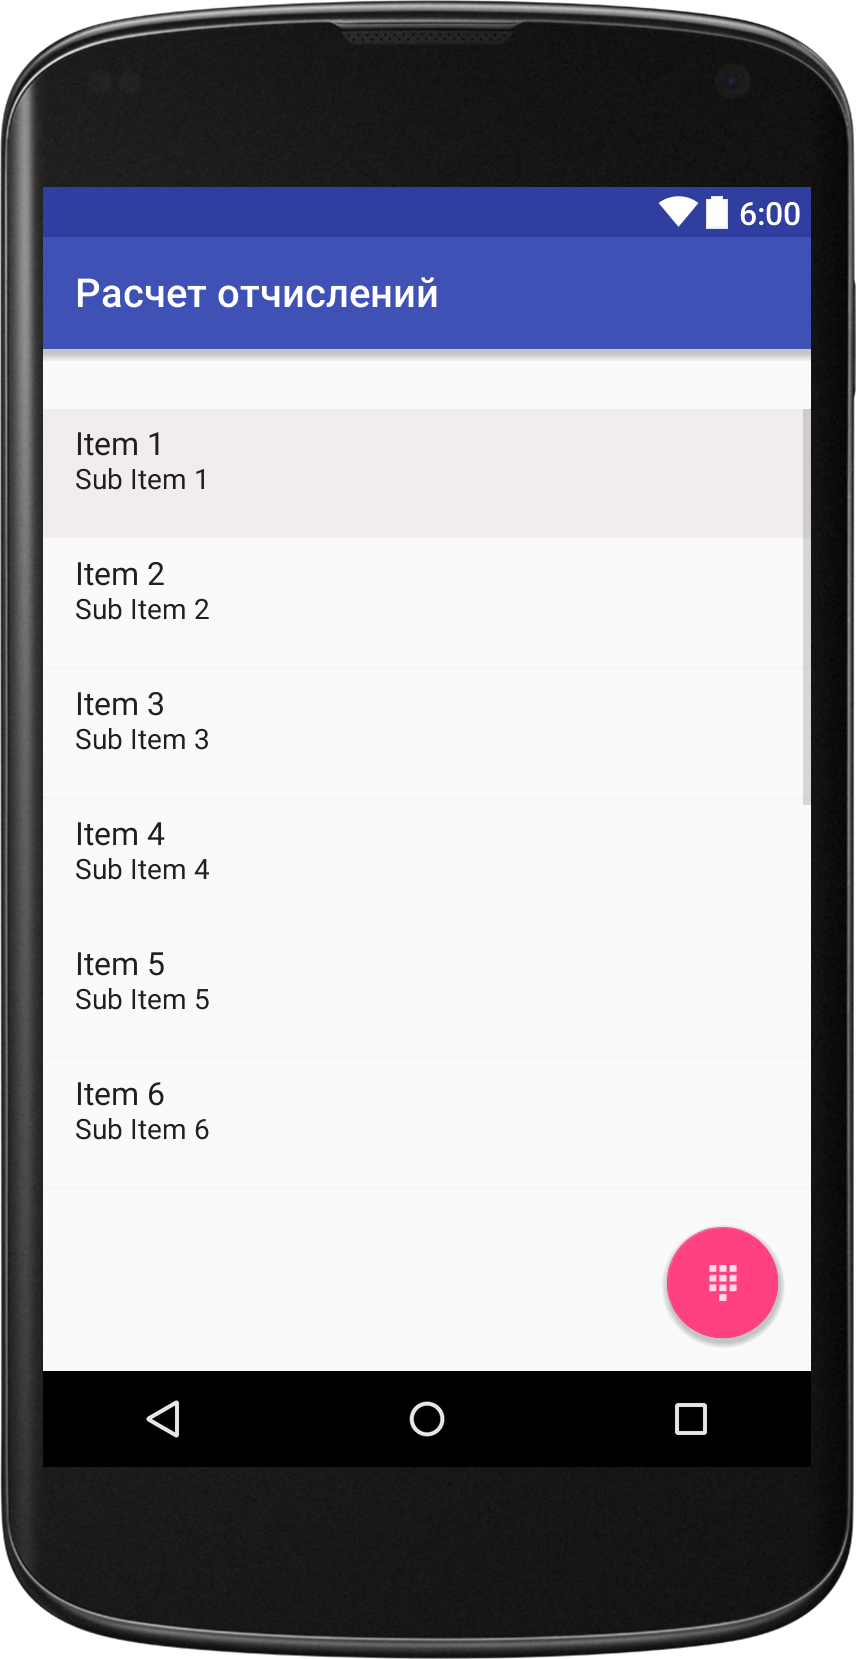 6:00
Расчет отчислений
Item 1
Sub Item 1
Item 2
Sub Item 2
Item 3
Sub Item 3
Item 4
Sub Item 4
Item 5
Sub Item 5
Item 6
Sub Item 6